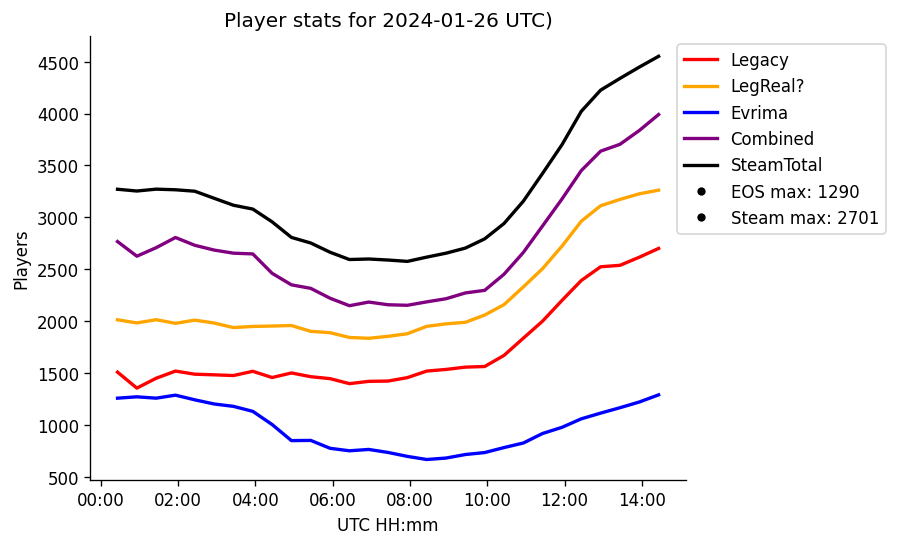 Player stats for 2024-01-26 UTC)
Legacy
LegReal?
Evrima
Combined
SteamTotal
EOS max: 1290
Steam max: 2701
Players
4500
4000
3500
3000
2500
2000
1500
1000
500
00:00 02:00 04:00 06:00 08:00 10:00 12:00 14:00
UTC HH:mm